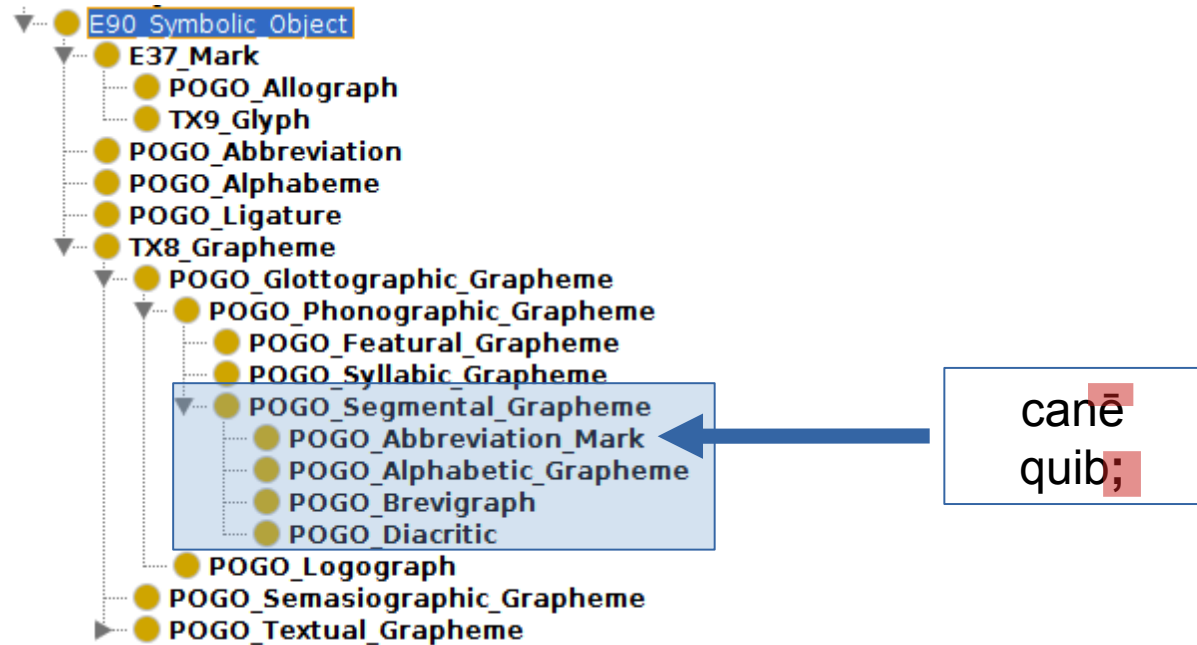 E90_Symbolic_Object
E37_Mark
POGO_Allograph
TX9_Glyph
POGO_Abbreviation
POGO_Alphabeme
POGO_Ligature
TX8_Grapheme
POGO_Glottographic_Grapheme
POGO_Phonographic_Grapheme
POGO_Featural_Grapheme
POGO_Syllabic_Grapheme
POGO_Segmental_Grapheme
POGO_Abbreviation_Mark
POGO_Alphabetic_Grapheme
POGO_Brevigraph
POGO_Diacritic
POGO_Logograph
POGO_Semasiographic_Grapheme
POGO_Textual_Grapheme
canē
quib;